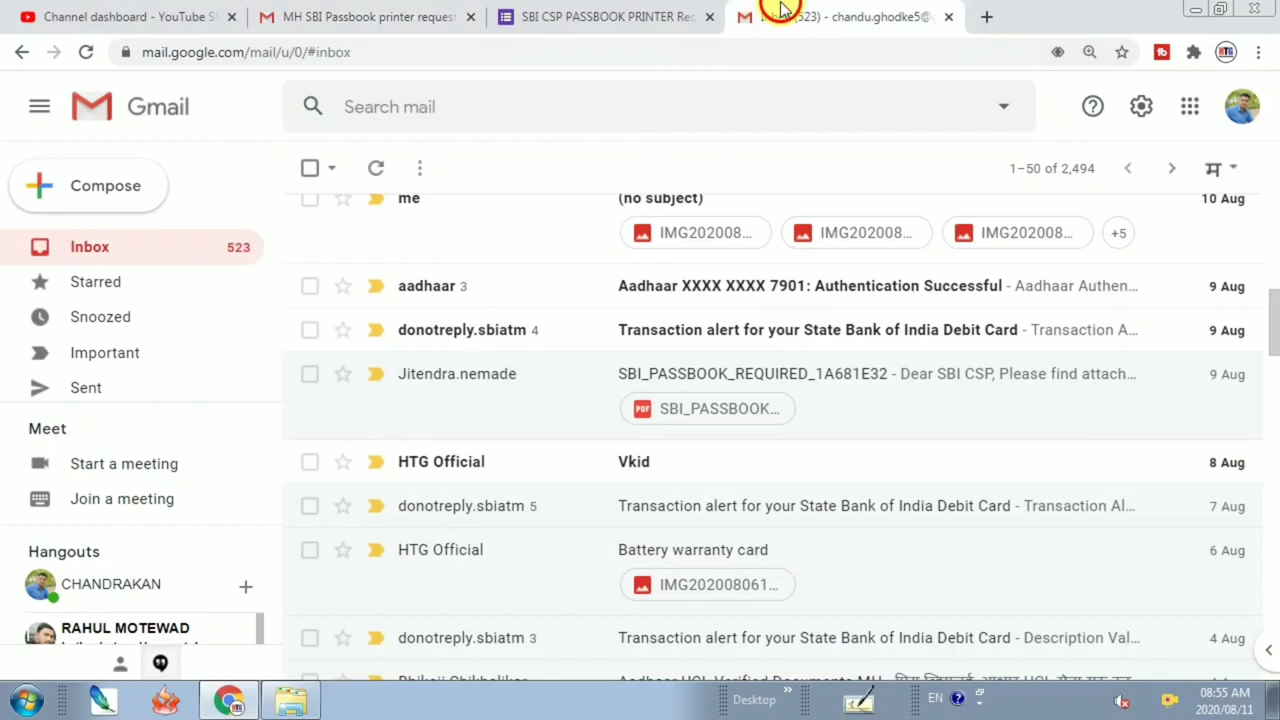 Channel dashboard - YouTube St
MH SBI Passbook printer request
SBI CSP PASSBOOK PRINTER Rec
(523) - chandu.ghodke5@
mail.google.com/mail/u/0/#inbox
Gmail
Search mail
Compose
1–50 of 2,494
Inbox 523
Starred
Snoozed
Important
Sent
Meet
Start a meeting
Join a meeting
Hangouts
CHANDRAKAN
RAHUL MOTEWAD
me (no subject) 10 Aug
IMG202008... IMG202008... IMG202008... +5
aadhaar 3 Aadhaar XXXX XXXX 7901: Authentication Successful - Aadhaar Authen... 9 Aug
donotreply.sbiatm 4 Transaction alert for your State Bank of India Debit Card - Transaction A... 9 Aug
Jitendra.nemade SBI_PASSBOOK_REQUIRED_1A681E32 - Dear SBI CSP, Please find attach... 9 Aug
PDF SBI_PASSBOOK...
HTG Official Vkid 8 Aug
donotreply.sbiatm 5 Transaction alert for your State Bank of India Debit Card - Transaction Al... 7 Aug
HTG Official Battery warranty card 6 Aug
IMG202008061...
donotreply.sbiatm 3 Transaction alert for your State Bank of India Debit Card - Description Val... 4 Aug
Desktop
EN
08:55 AM
2020/08/11